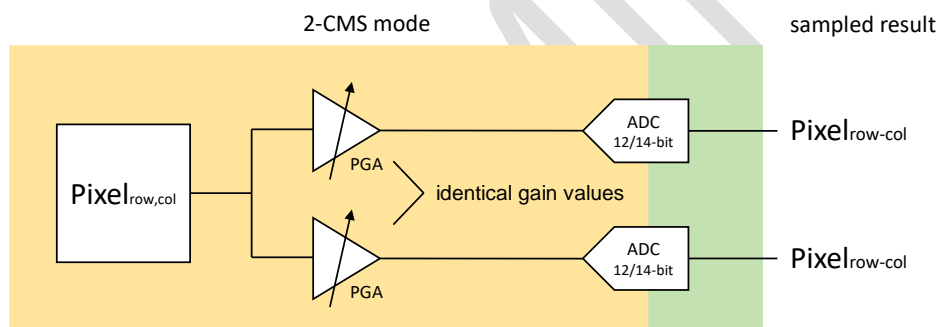 2-CMS mode
sampled result
ADC
12/14-bit
Pixelrow-col
PGA
Pixelrow,col
identical gain values
ADC
12/14-bit
Pixelrow-col
PGA